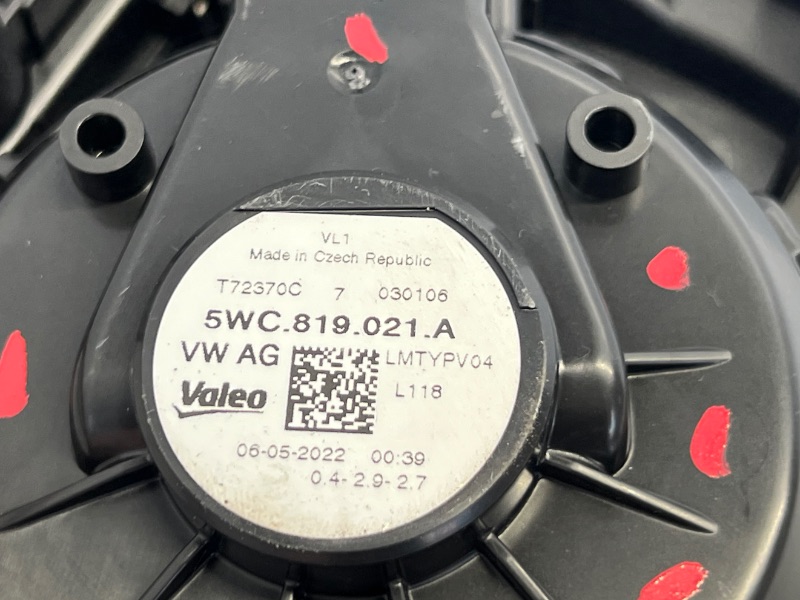 VL1
Made in Czech Republic
T72370C 7 030106
5WC.819.021.A
VW AG LMTYPV04
Valeo L118
06-05-2022 00:39
0.4- 2.9- 2.7